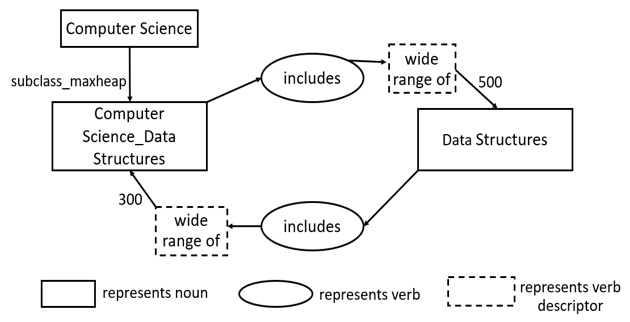 Computer Science
subclass_maxheap
Computer
Science_Data
Structures
includes
wide
range of
500
Data Structures
includes
wide
range of
300
represents noun
represents verb
represents verb
descriptor